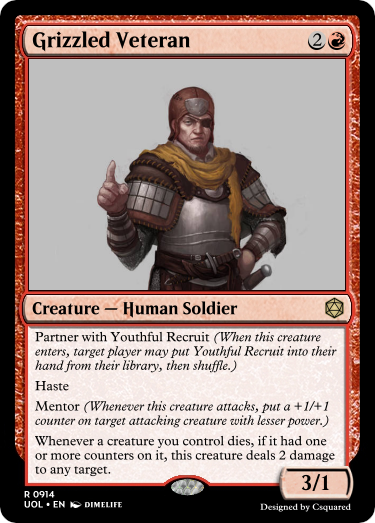 Grizzled Veteran 2
Creature — Human Soldier
Partner with Youthful Recruit (When this creature
enters, target player may put Youthful Recruit into their
hand from their library, then shuffle.)
Haste
Mentor (Whenever this creature attacks, put a +1/+1
counter on target attacking creature with lesser power.)
Whenever a creature you control dies, if it had one
or more counters on it, this creature deals 2 damage
to any target.
3/1
R 0914
UOL • EN DIMELIFE
Designed by Csquared